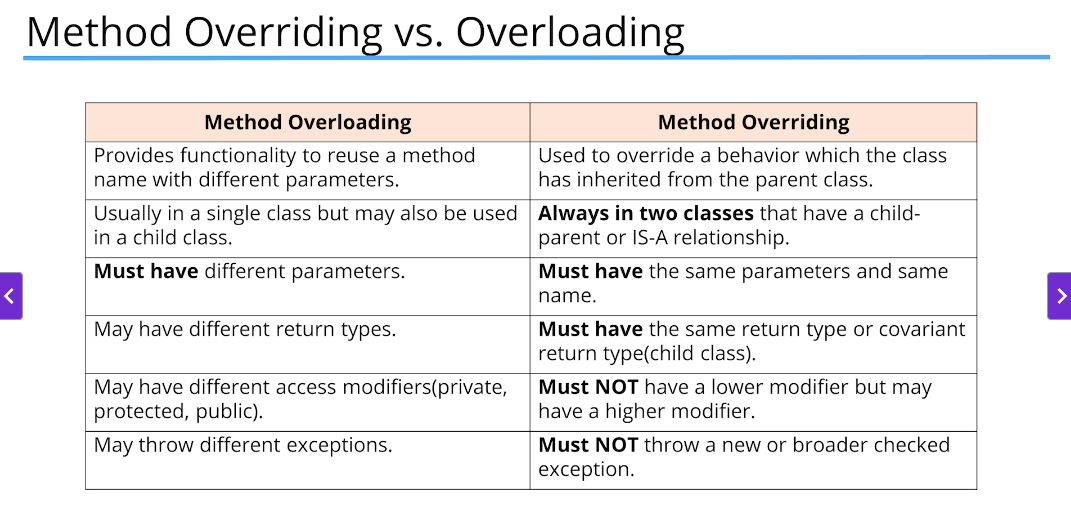 Method Overriding vs. Overloading
Method Overloading
Method Overriding
Provides functionality to reuse a method
name with different parameters.
Used to override a behavior which the class
has inherited from the parent class.
Usually in a single class but may also be used
in a child class.
Always in two classes that have a child-
parent or IS-A relationship.
Must have different parameters.
Must have the same parameters and same
name.
May have different return types.
Must have the same return type or covariant
return type(child class).
May have different access modifiers(private,
protected, public).
Must NOT have a lower modifier but may
have a higher modifier.
May throw different exceptions.
Must NOT throw a new or broader checked
exception.